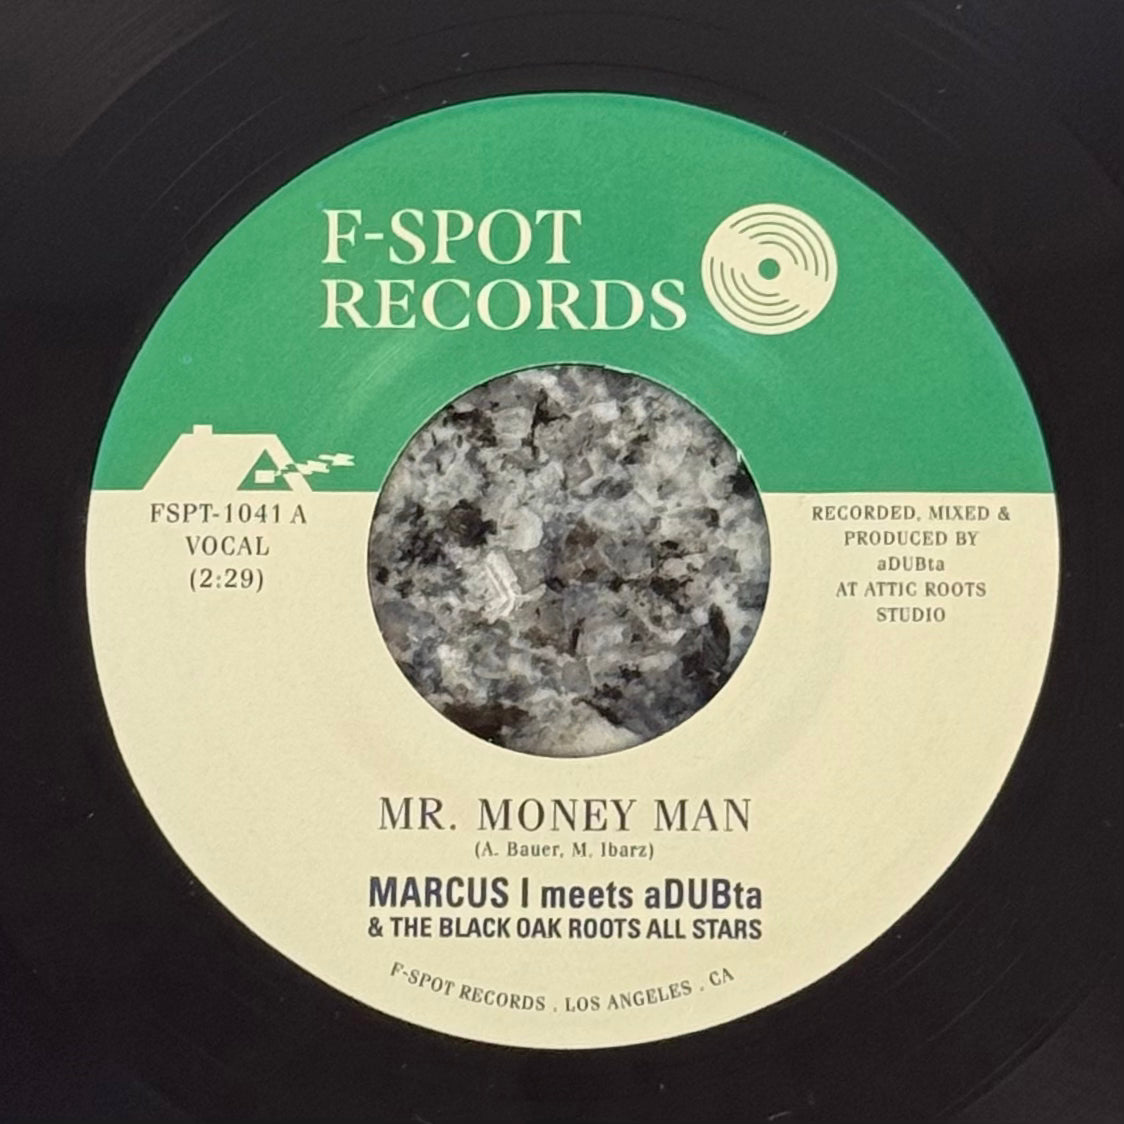 F-SPOT
RECORDS
FSPT-1041 A
VOCAL
(2:29)
RECORDED, MIXED &
PRODUCED BY
aDUBta
AT ATTIC ROOTS
STUDIO
MR. MONEY MAN
(A. Bauer, M. Ibarz)
MARCUS I meets aDUBta
& THE BLACK OAK ROOTS ALL STARS
F-SPOT RECORDS . LOS ANGELES . CA